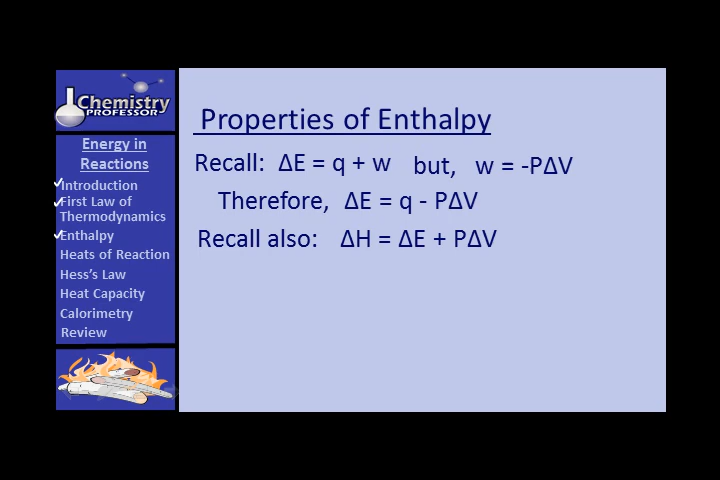 Chemistry
PROFESSOR
Energy in
Reactions
Introduction
First Law of
Thermodynamics
Enthalpy
Heats of Reaction
Hess's Law
Heat Capacity
Calorimetry
Review
Properties of Enthalpy
Recall: ΔE = q + w but, w = -PΔV
Therefore, ΔE = q - PΔV
Recall also: ΔH = ΔE + PΔV